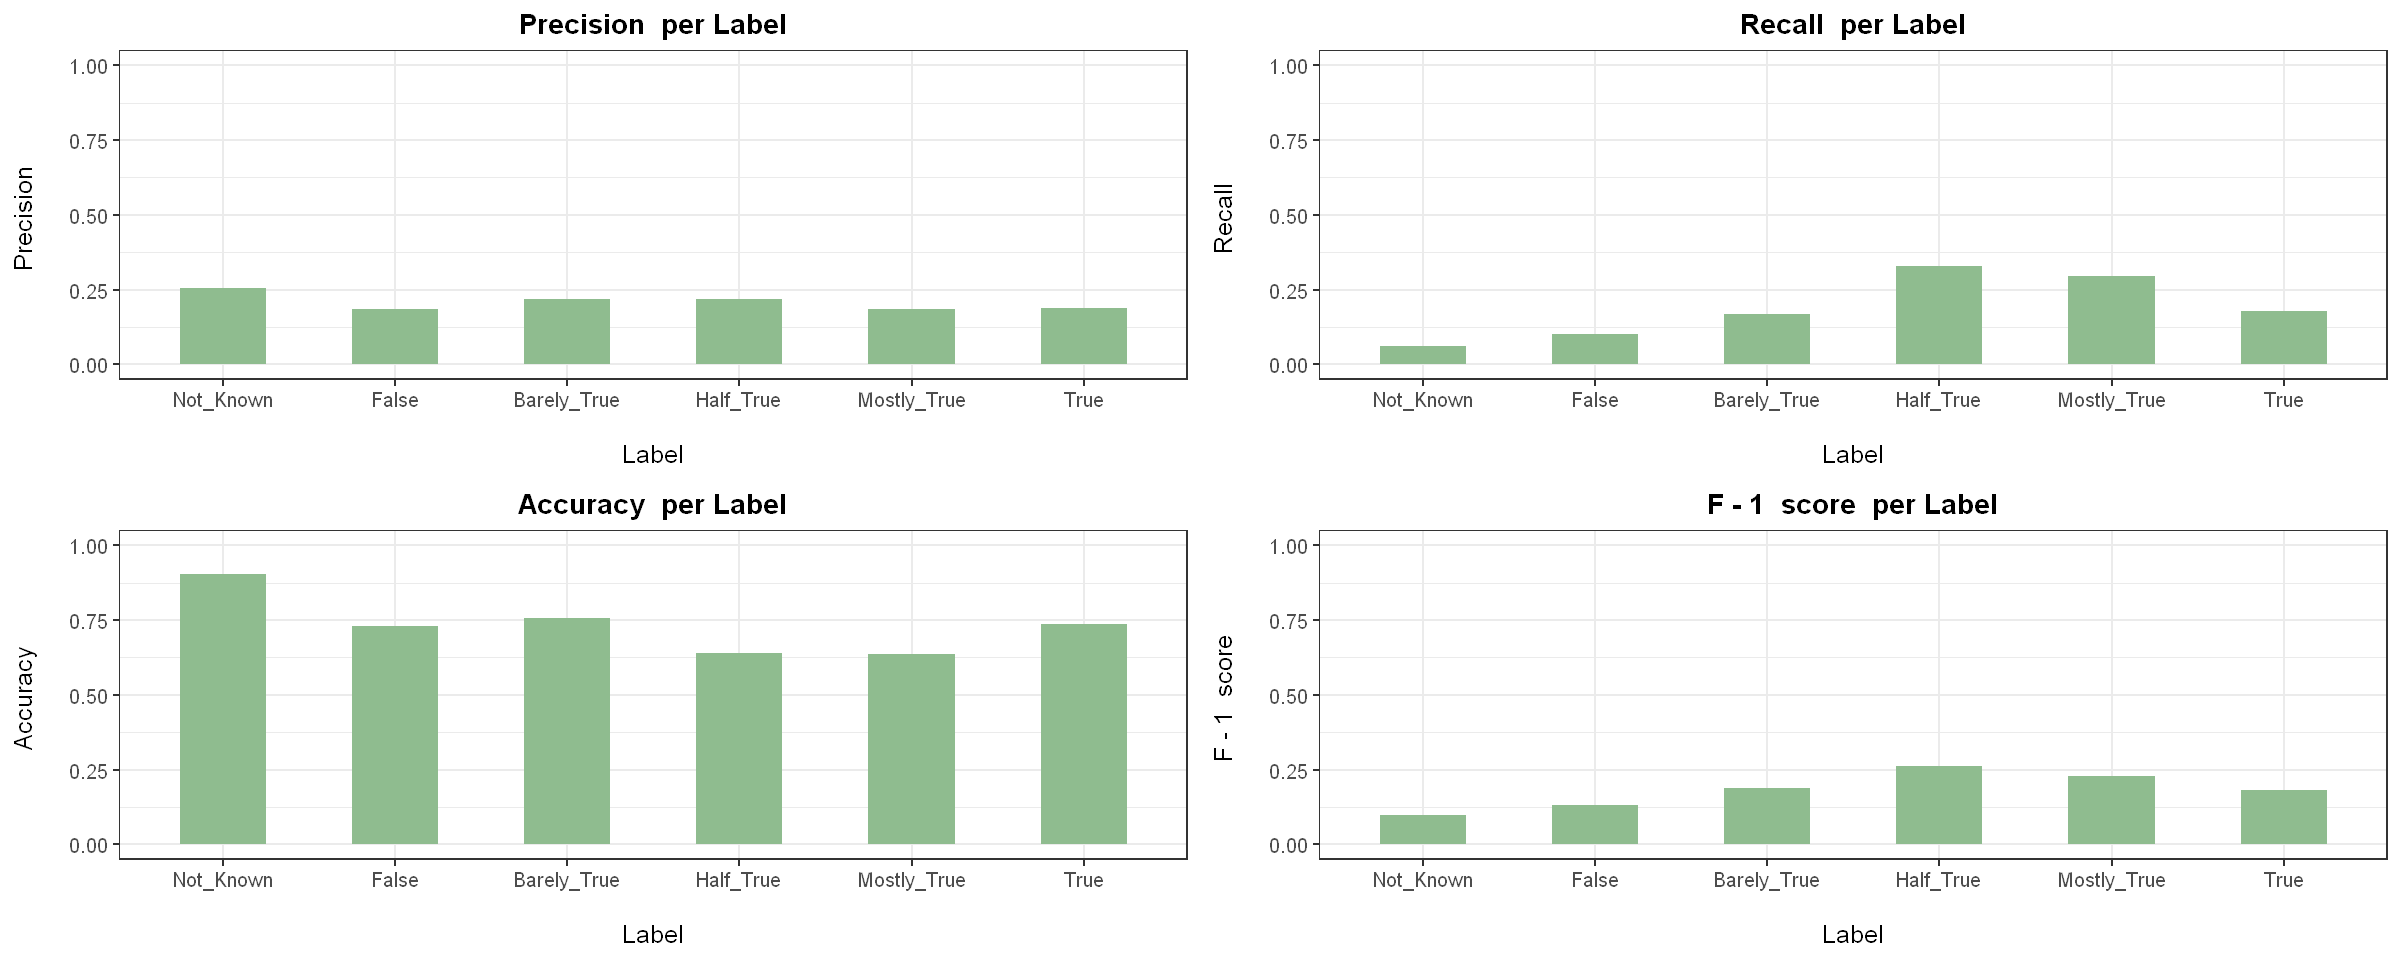 Precision  per Label
1.00
0.75
0.50
0.25
0.00
Precision
Not_Known False Barely_True Half_True Mostly_True True
Label
Recall  per Label
1.00
0.75
0.50
0.25
0.00
Recall
Not_Known False Barely_True Half_True Mostly_True True
Label
Accuracy  per Label
1.00
0.75
0.50
0.25
0.00
Accuracy
Not_Known False Barely_True Half_True Mostly_True True
Label
F - 1  score  per Label
1.00
0.75
0.50
0.25
0.00
F - 1  score
Not_Known False Barely_True Half_True Mostly_True True
Label